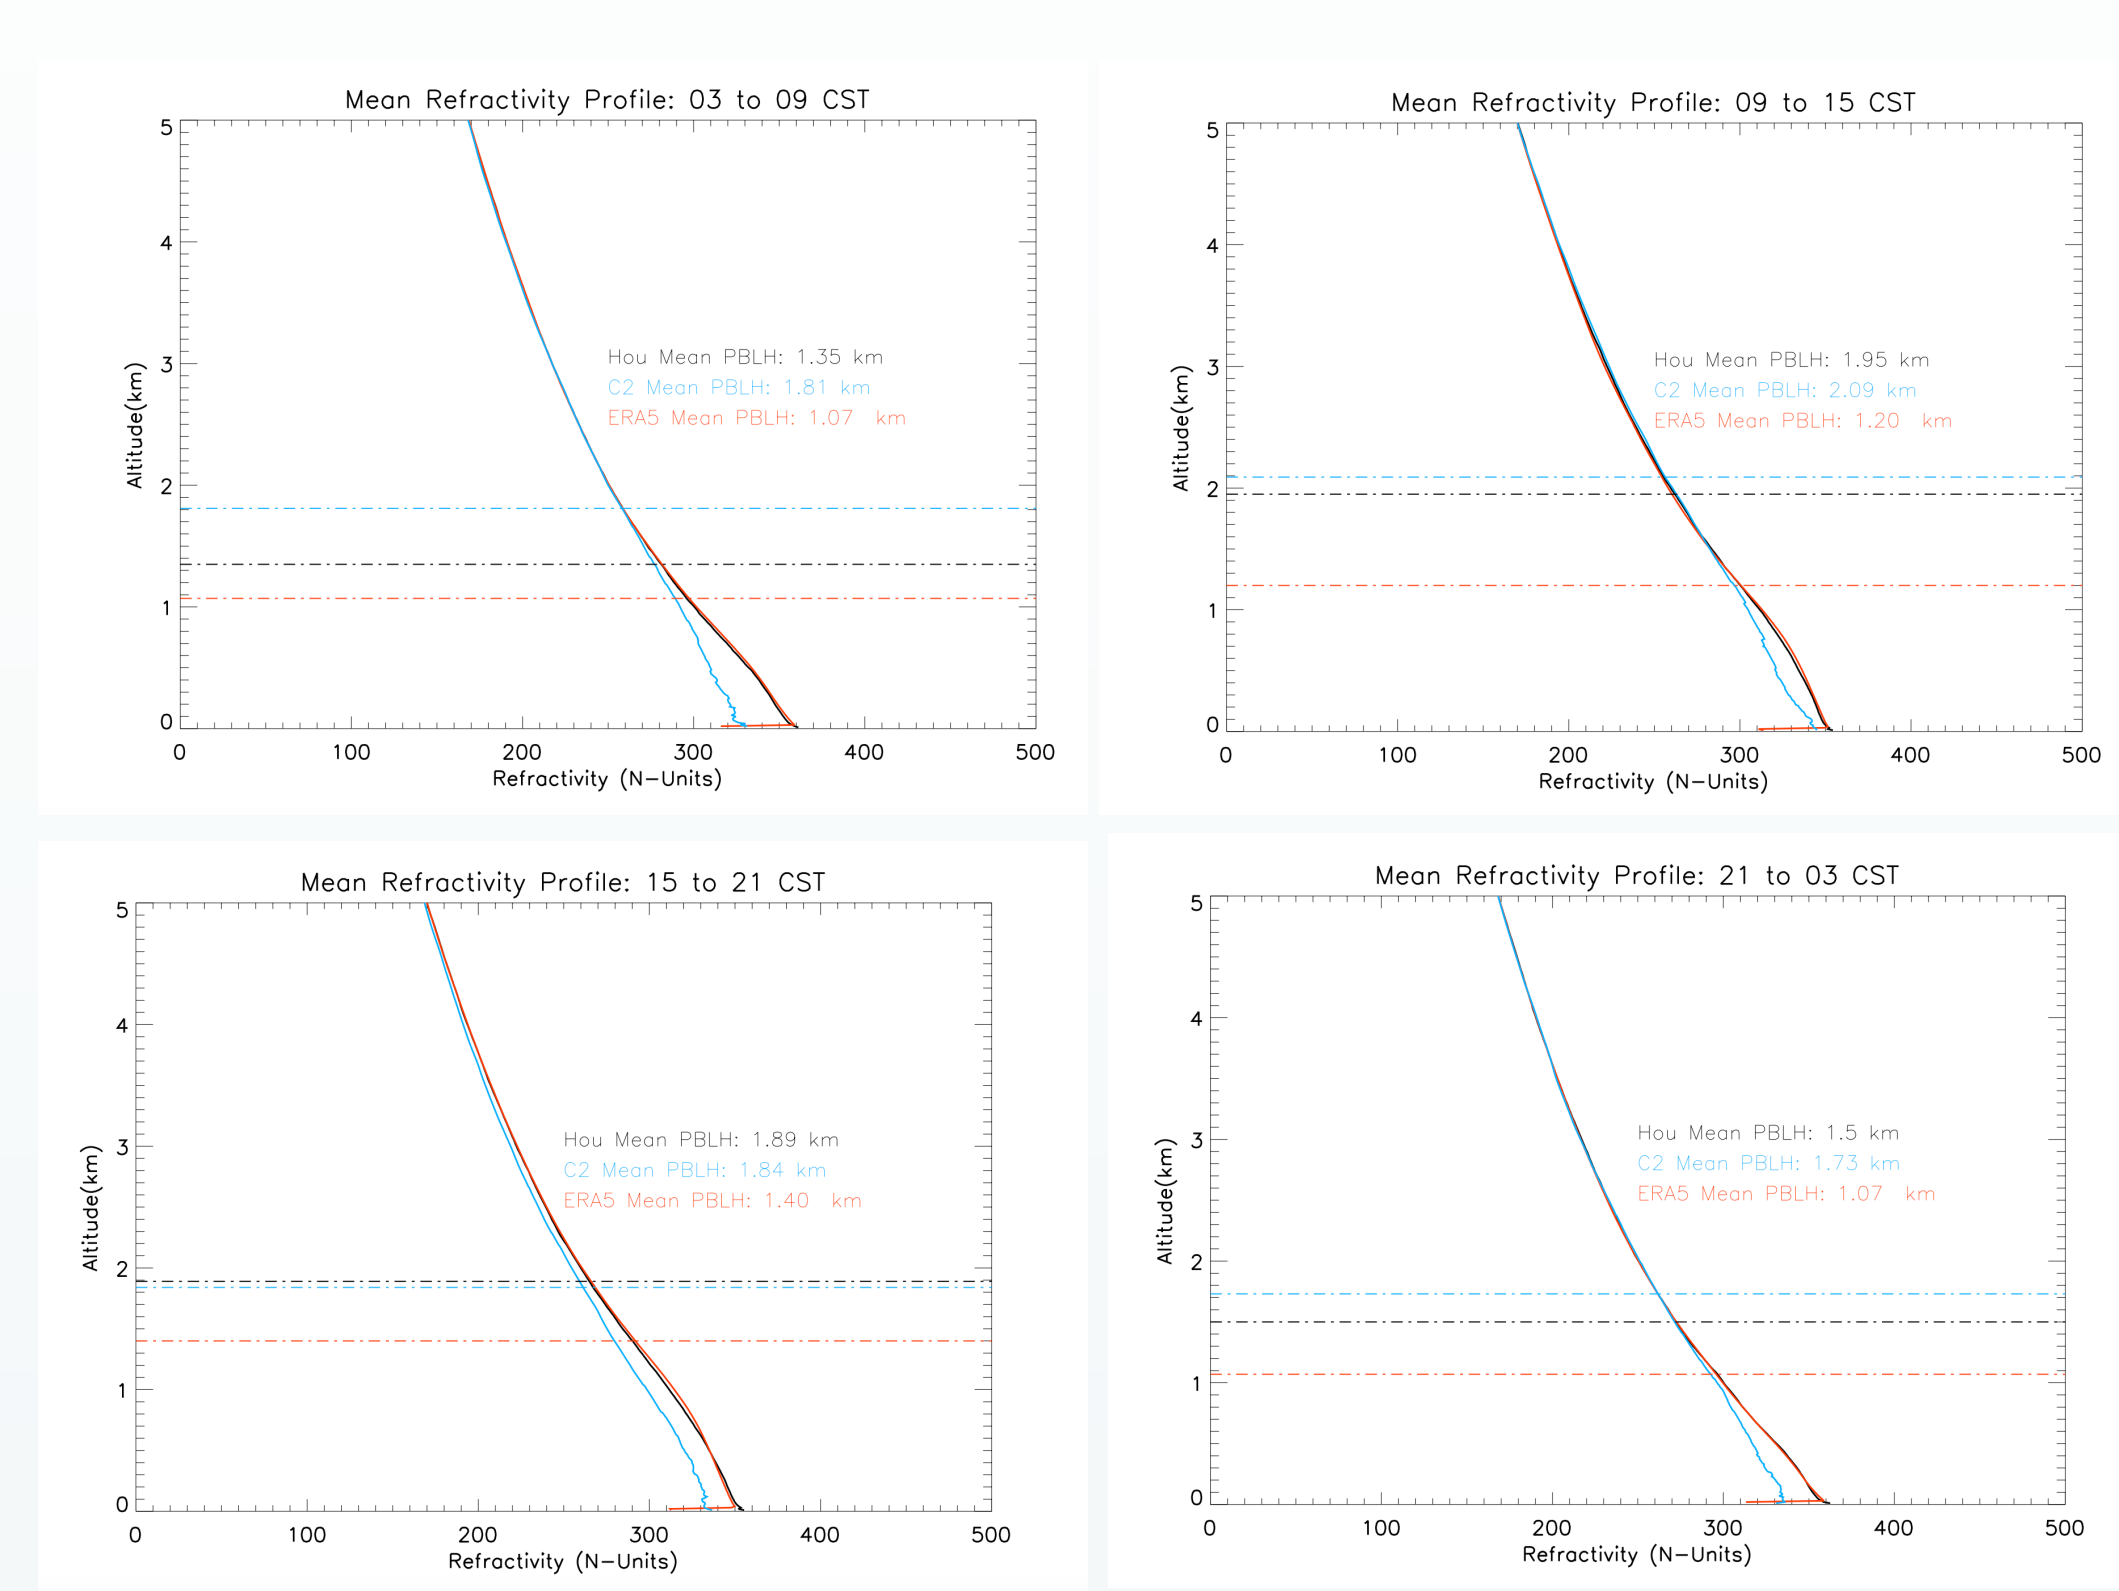 Mean Refractivity Profile: 03 to 09 CST
5
4
3
2
1
0
Altitude(km)
Hou Mean PBLH: 1.35 km
C2 Mean PBLH: 1.81 km
ERA5 Mean PBLH: 1.07 km
0 100 200 300 400 500
Refractivity (N-Units)
Mean Refractivity Profile: 09 to 15 CST
5
4
3
2
1
0
Altitude(km)
Hou Mean PBLH: 1.95 km
C2 Mean PBLH: 2.09 km
ERA5 Mean PBLH: 1.20 km
0 100 200 300 400 500
Refractivity (N-Units)
Mean Refractivity Profile: 15 to 21 CST
5
4
3
2
1
0
Altitude(km)
Hou Mean PBLH: 1.89 km
C2 Mean PBLH: 1.84 km
ERA5 Mean PBLH: 1.40 km
0 100 200 300 400 500
Refractivity (N-Units)
Mean Refractivity Profile: 21 to 03 CST
5
4
3
2
1
0
Altitude(km)
Hou Mean PBLH: 1.5 km
C2 Mean PBLH: 1.73 km
ERA5 Mean PBLH: 1.07 km
0 100 200 300 400 500
Refractivity (N-Units)